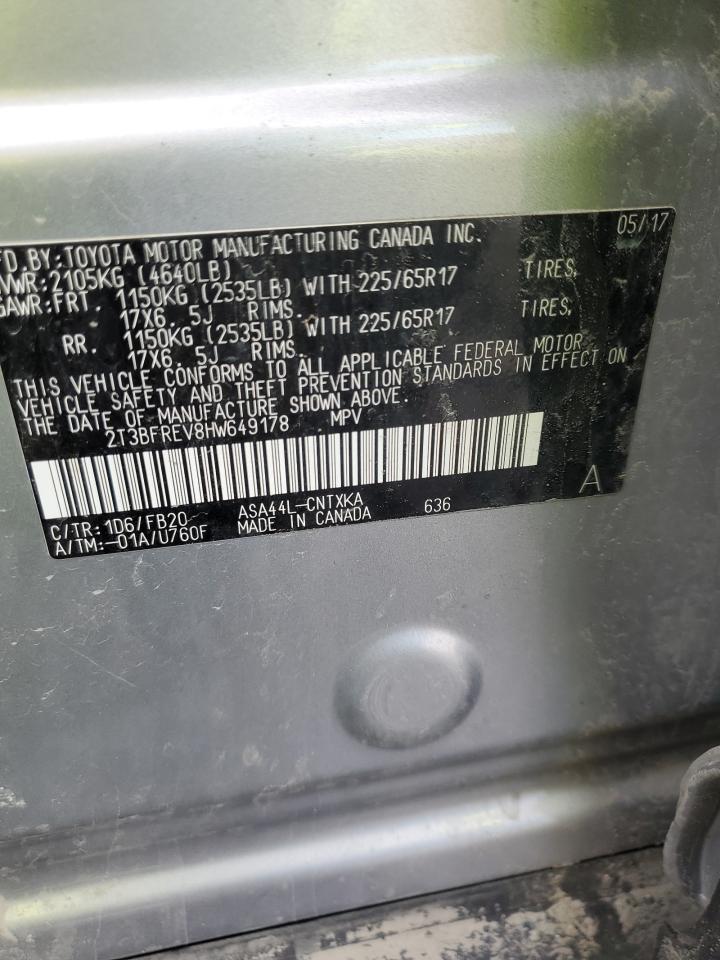 FD.BY:TOYOTA MOTOR MANUFACTURING CANADA INC. 05/17
VWR:2105KG (4640LB)
GAWR:FRT. 1150KG (2535LB) WITH 225/65R17 TIRES,
17X6.5J RIMS.
RR. 1150KG (2535LB) WITH 225/65R17 TIRES,
17X6.5J RIMS.
THIS VEHICLE CONFORMS TO ALL APPLICABLE FEDERAL MOTOR
VEHICLE SAFETY AND THEFT PREVENTION STANDARDS IN EFFECT ON
THE DATE OF MANUFACTURE SHOWN ABOVE.
2T3BFREV8HW649178 MPV
A
C/TR:1D6/FB20 ASA44L-CNTXKA 636
A/TM:-01A/U760F MADE IN CANADA